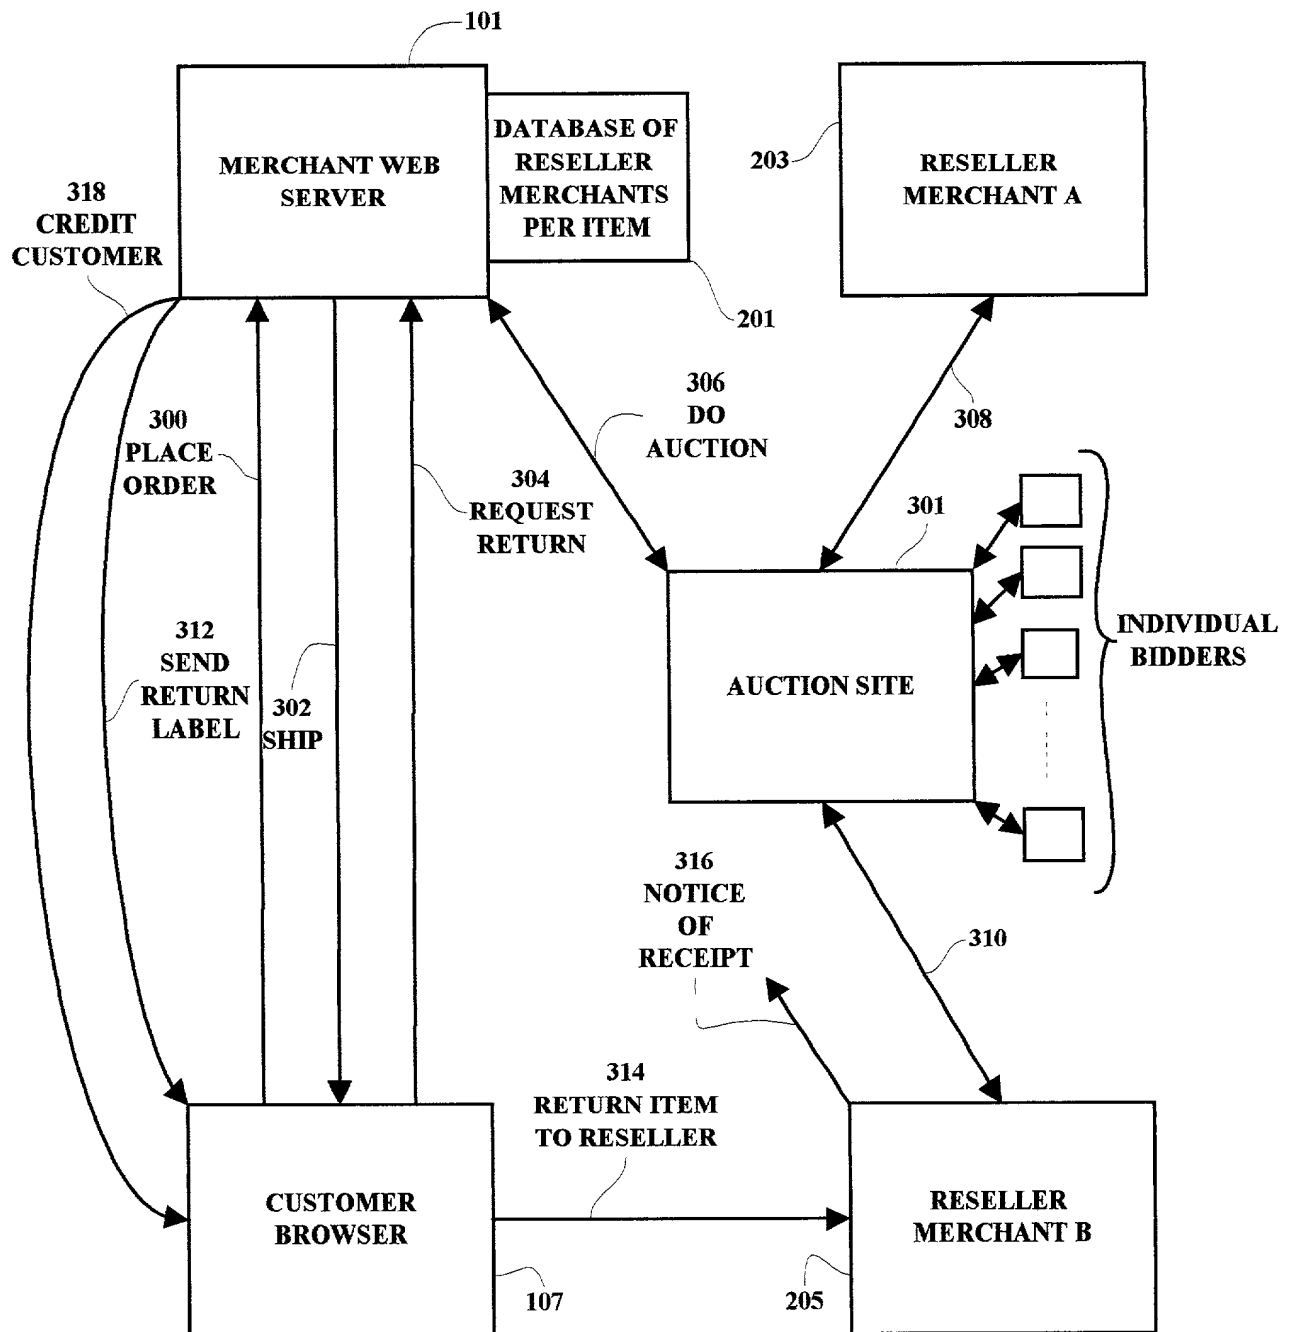 101
MERCHANT WEB
SERVER
DATABASE OF
RESELLER
MERCHANTS
PER ITEM
201
203
RESELLER
MERCHANT A
318
CREDIT
CUSTOMER
300
PLACE
ORDER
304
REQUEST
RETURN
306
DO
AUCTION
308
301
INDIVIDUAL
BIDDERS
AUCTION SITE
312
SEND
RETURN
LABEL
302
SHIP
316
NOTICE
OF
RECEIPT
310
314
RETURN ITEM
TO RESELLER
CUSTOMER
BROWSER
107
RESELLER
MERCHANT B
205